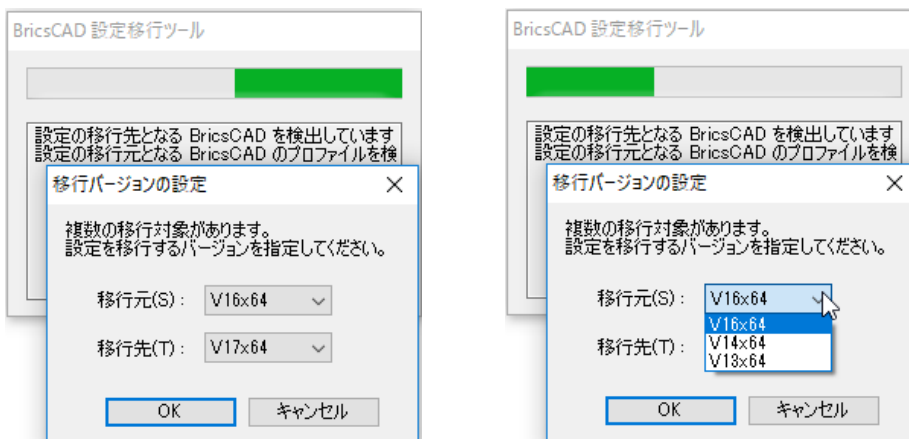 BricsCAD 設定移行ツール
設定の移行先となる BricsCAD を検出しています
設定の移行元となる BricsCAD のプロファイルを検
移行バージョンの設定
複数の移行対象があります。
設定を移行するバージョンを指定してください。
移行元(S) : V16x64
移行先(T) : V17x64
OK キャンセル
BricsCAD 設定移行ツール
設定の移行先となる BricsCAD を検出しています
設定の移行元となる BricsCAD のプロファイルを検
移行バージョンの設定
複数の移行対象があります。
設定を移行するバージョンを指定してください。
移行元(S) : V16x64
V16x64
移行先(T) : V14x64
V13x64
OK キャンセル